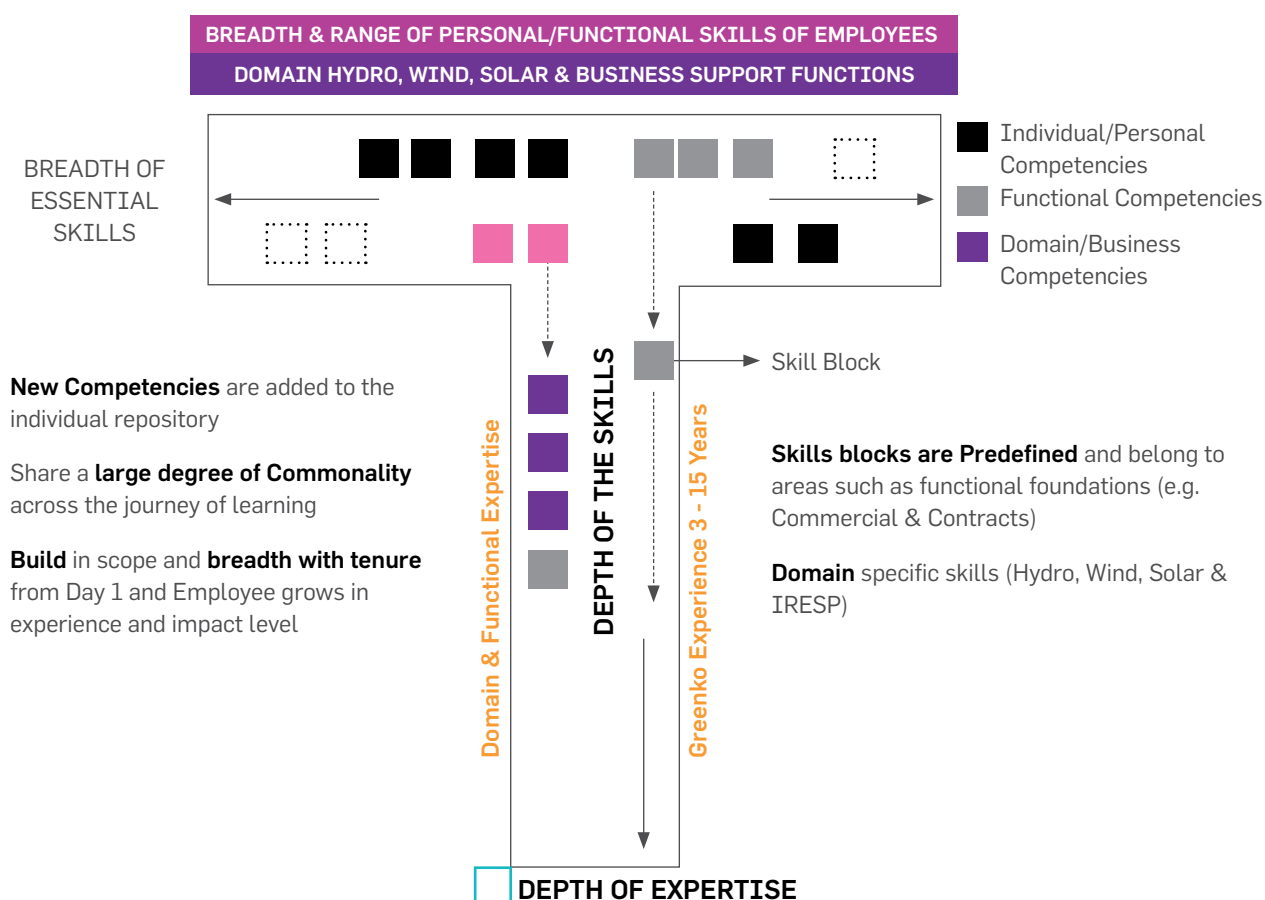 BREADTH & RANGE OF PERSONAL/FUNCTIONAL SKILLS OF EMPLOYEES
DOMAIN HYDRO, WIND, SOLAR & BUSINESS SUPPORT FUNCTIONS
BREADTH OF
ESSENTIAL
SKILLS
Individual/Personal
Competencies
Functional Competencies
Domain/Business
Competencies
New Competencies are added to the
individual repository
Share a large degree of Commonality
across the journey of learning
Build in scope and breadth with tenure
from Day 1 and Employee grows in
experience and impact level
Domain & Functional Expertise
DEPTH OF THE SKILLS
Greenko Experience 3 - 15 Years
Skill Block
Skills blocks are Predefined and belong to
areas such as functional foundations (e.g.
Commercial & Contracts)
Domain specific skills (Hydro, Wind, Solar &
IRESP)
DEPTH OF EXPERTISE